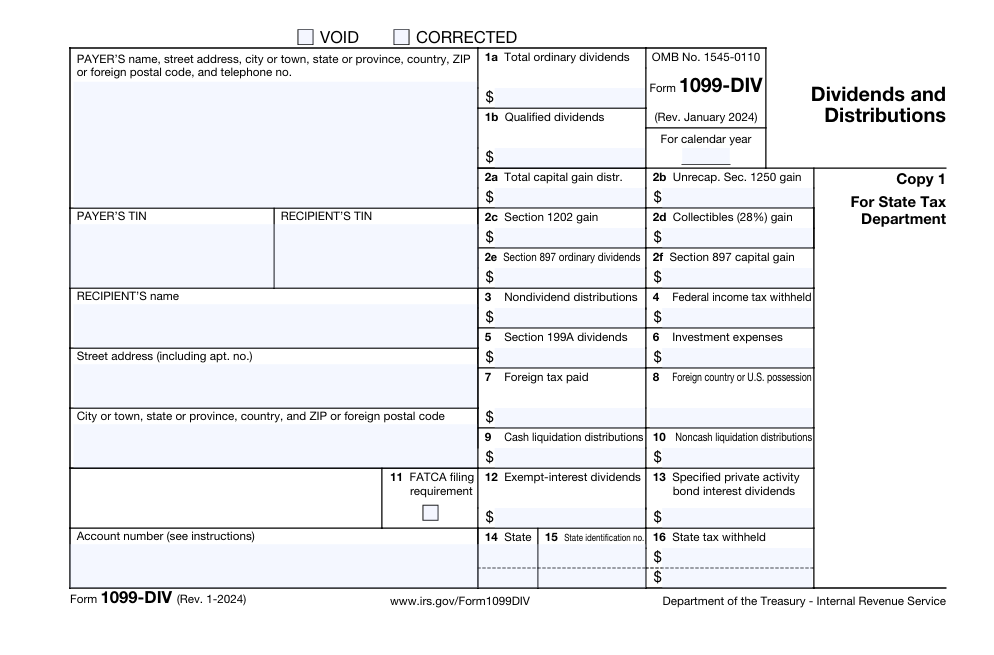 VOID CORRECTED
PAYER'S name, street address, city or town, state or province, country, ZIP
or foreign postal code, and telephone no.
1a Total ordinary dividends
$
1b Qualified dividends
$
OMB No. 1545-0110
Form 1099-DIV
(Rev. January 2024)
For calendar year
Dividends and
Distributions
2a Total capital gain distr.
$
2b Unrecap. Sec. 1250 gain
$
Copy 1
For State Tax
Department
PAYER'S TIN
RECIPIENT'S TIN
2c Section 1202 gain
$
2d Collectibles (28%) gain
$
2e Section 897 ordinary dividends
$
2f Section 897 capital gain
$
RECIPIENT'S name
3 Nondividend distributions
$
4 Federal income tax withheld
$
5 Section 199A dividends
$
6 Investment expenses
$
Street address (including apt. no.)
7 Foreign tax paid
$
8 Foreign country or U.S. possession
City or town, state or province, country, and ZIP or foreign postal code
9 Cash liquidation distributions
$
10 Noncash liquidation distributions
$
11 FATCA filing
requirement
12 Exempt-interest dividends
$
13 Specified private activity
bond interest dividends
$
Account number (see instructions)
14 State
15 State identification no.
16 State tax withheld
$
$
Form 1099-DIV (Rev. 1-2024)
www.irs.gov/Form1099DIV
Department of the Treasury - Internal Revenue Service